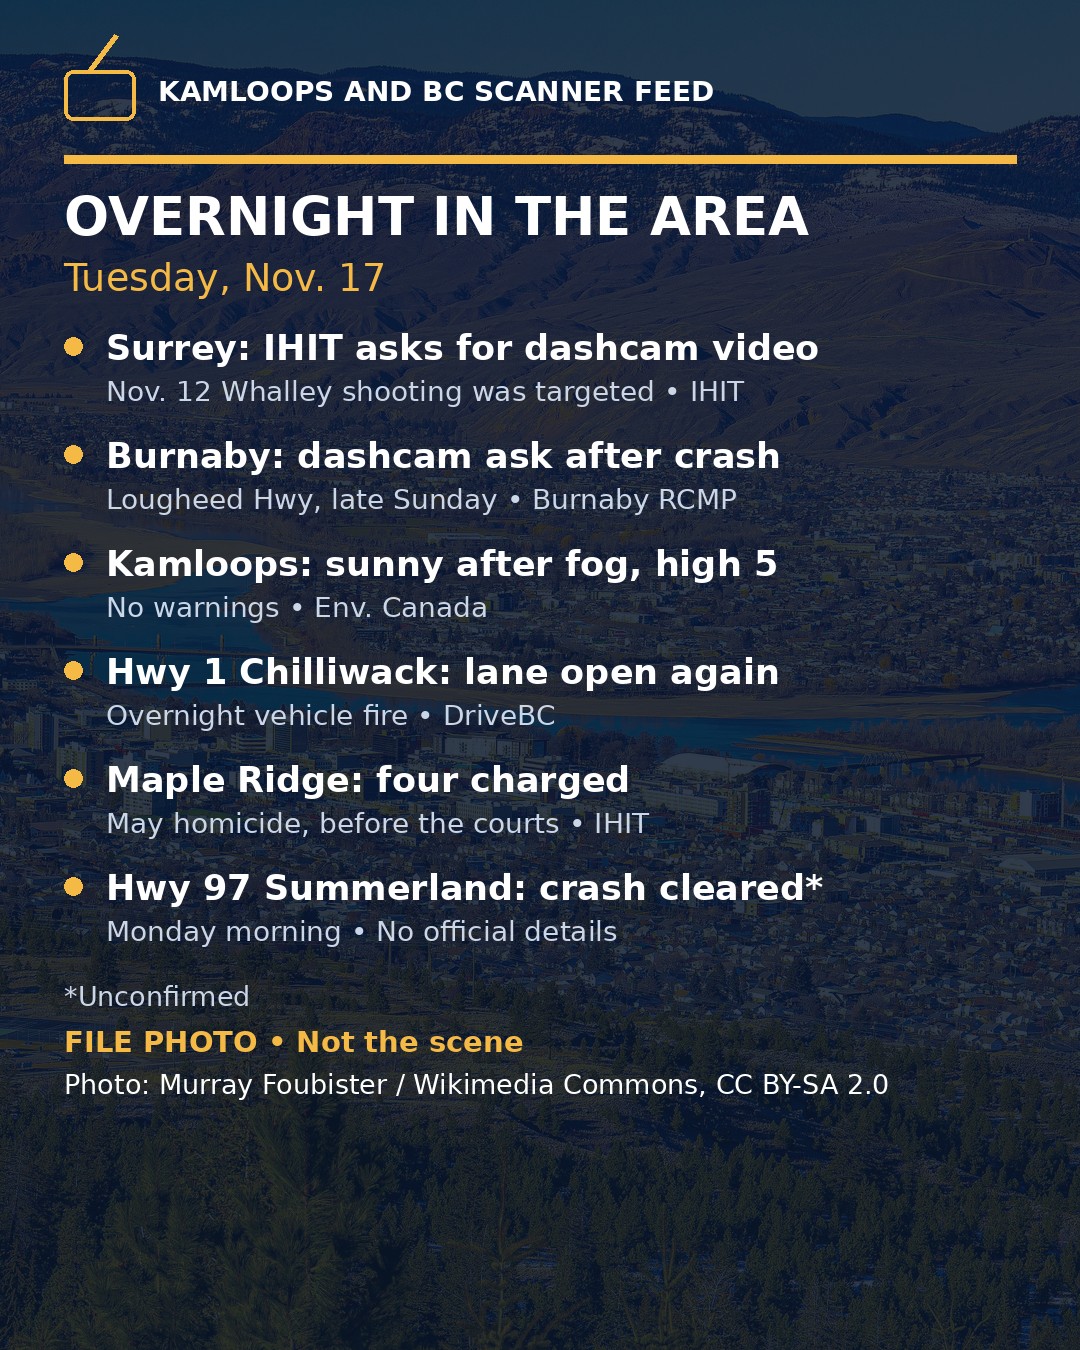 KAMLOOPS AND BC SCANNER FEED
OVERNIGHT IN THE AREA
Tuesday, Nov. 17
Surrey: IHIT asks for dashcam video
Nov. 12 Whalley shooting was targeted • IHIT
Burnaby: dashcam ask after crash
Lougheed Hwy, late Sunday • Burnaby RCMP
Kamloops: sunny after fog, high 5
No warnings • Env. Canada
Hwy 1 Chilliwack: lane open again
Overnight vehicle fire • DriveBC
Maple Ridge: four charged
May homicide, before the courts • IHIT
Hwy 97 Summerland: crash cleared*
Monday morning • No official details
*Unconfirmed
FILE PHOTO • Not the scene
Photo: Murray Foubister / Wikimedia Commons, CC BY-SA 2.0